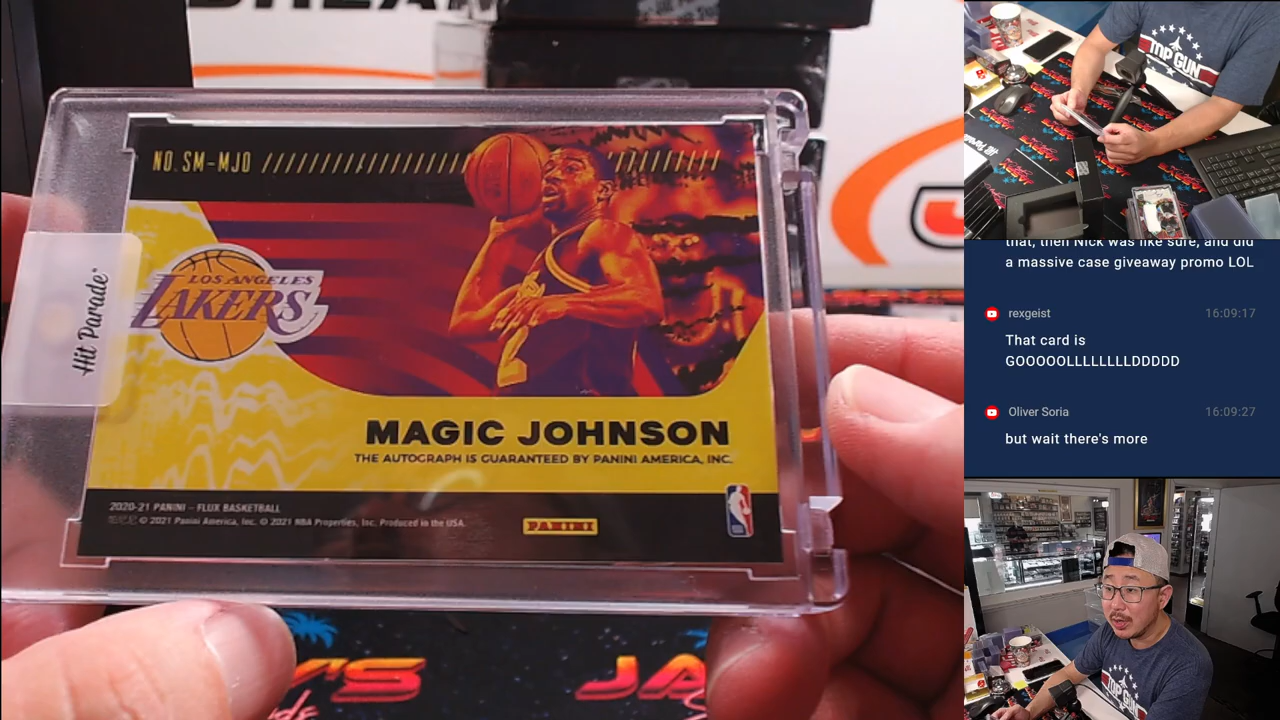 NO. SM-MJO
LOS ANGELES
LAKERS
Hit Parade
MAGIC JOHNSON
THE AUTOGRAPH IS GUARANTEED BY PANINI AMERICA, INC.
2020-21 PANINI - FLUX BASKETBALL
© 2021 Panini America, Inc. © 2021 NBA Properties, Inc. Produced in the USA.
PANINI
TOP GUN
that, then Nick was like sure, and did
a massive case giveaway promo LOL
rexgeist 16:09:17
That card is
GOOOOOLLLLLLLLDDDDD
Oliver Soria 16:09:27
but wait there's more
TOP GUN